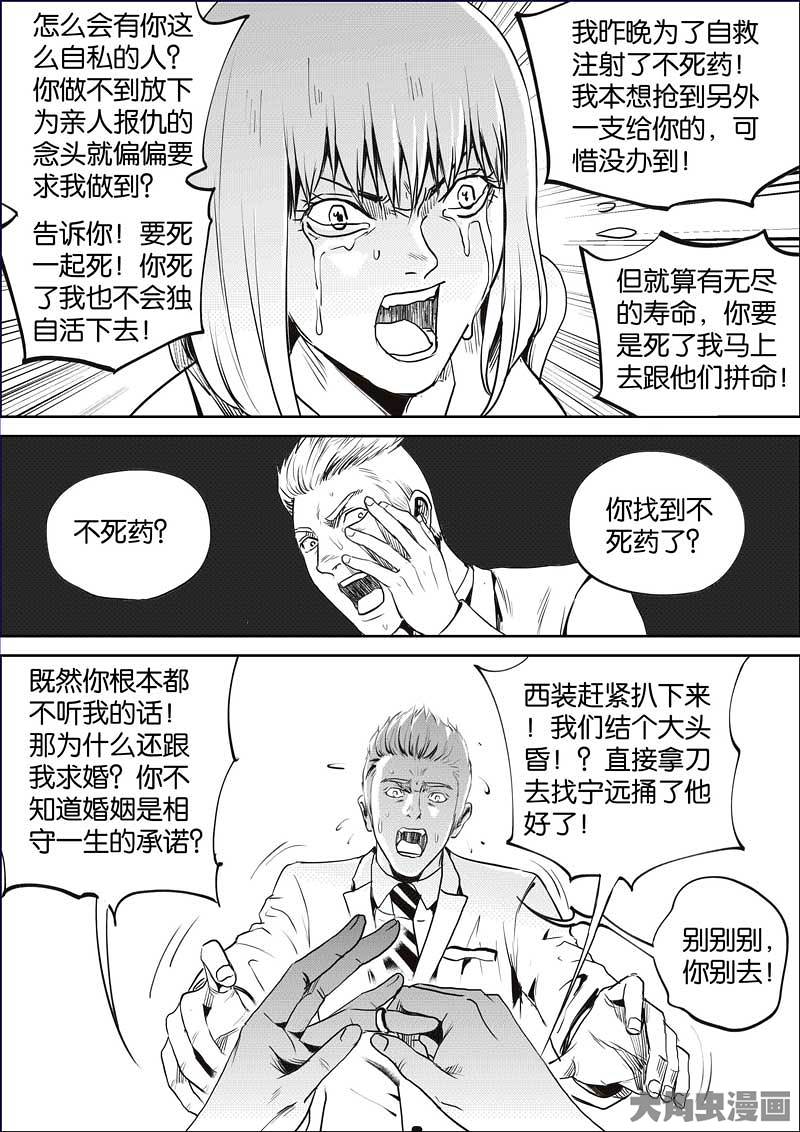 怎么会有你这
么自私的人?
你做不到放下
为亲人报仇的
念头就偏偏要
求我做到?
告诉你!要死
一起死!你死
了我也不会独
自活下去!
我昨晚为了自救
注射了不死药!
我本想抢到另外
一支给你的,可
惜没办到!
但就算有无尽
的寿命,你要
是死了我马上
去跟他们拼命!
不死药?
你找到不
死药了?
既然你根本都
不听我的话!
那为什么还跟
我求婚?你不
知道婚姻是相
守一生的承诺?
西装赶紧扒下来
!我们结个大头
昏!?直接拿刀
去找宁远捅了他
好了!
别别别,
你别去!
大角虫漫画